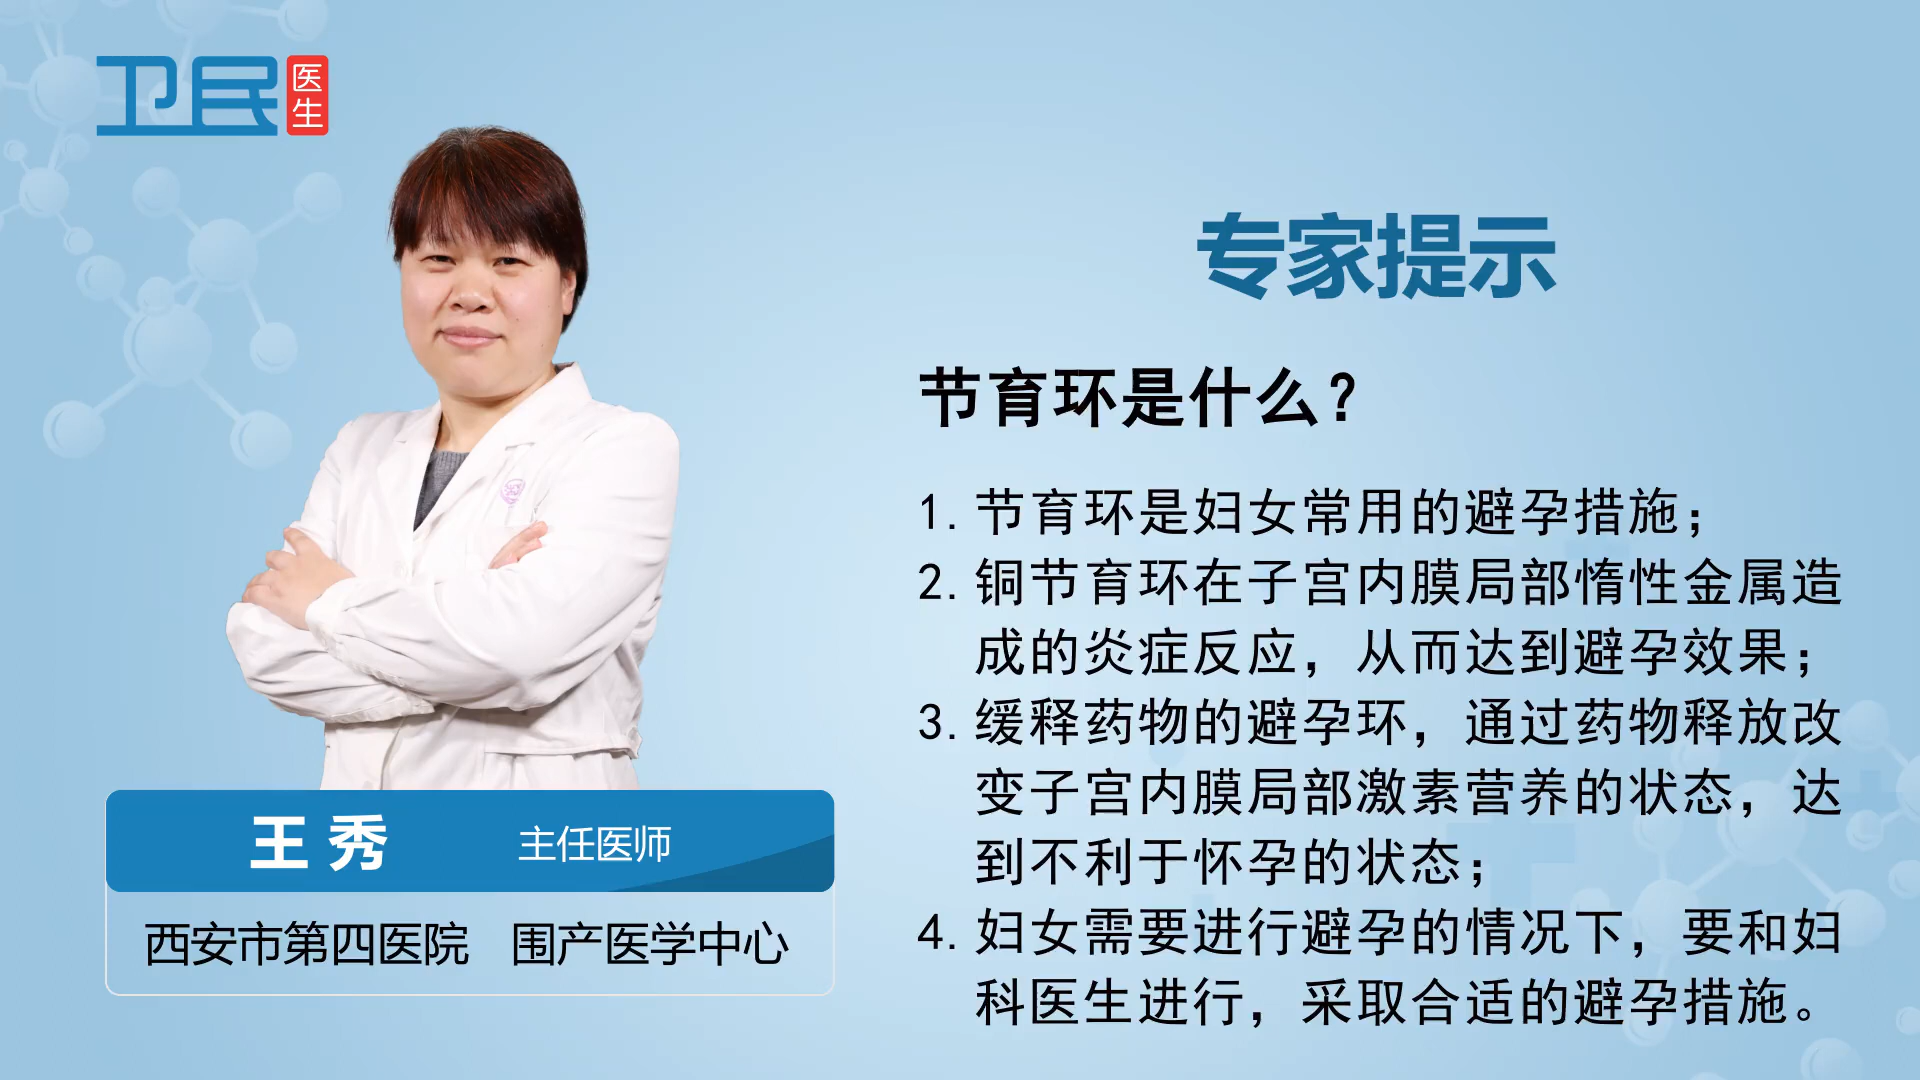 卫民
医生
专家提示
节育环是什么？
1. 节育环是妇女常用的避孕措施；
2. 铜节育环在子宫内膜局部惰性金属造
成的炎症反应，从而达到避孕效果；
3. 缓释药物的避孕环，通过药物释放改
变子宫内膜局部激素营养的状态，达
到不利于怀孕的状态；
4. 妇女需要进行避孕的情况下，要和妇
科医生进行，采取合适的避孕措施。
王秀 主任医师
西安市第四医院 围产医学中心